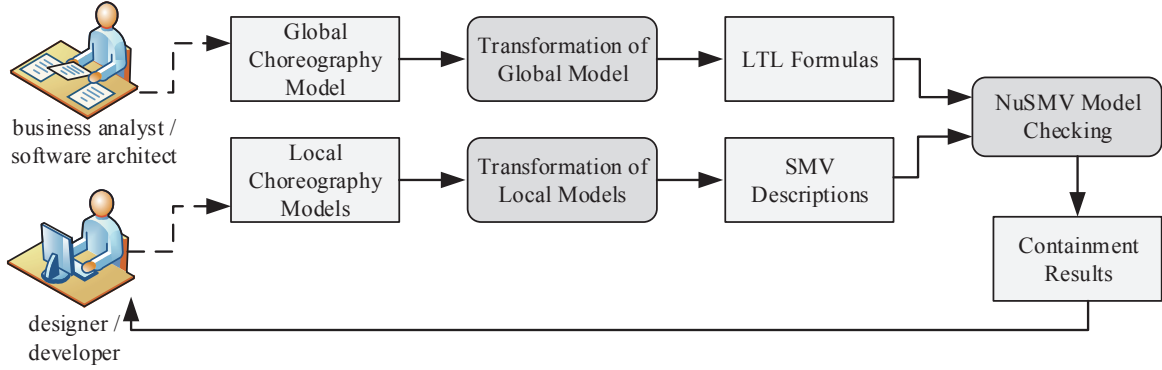 business analyst /
software architect
Global
Choreography
Model
Transformation of
Global Model
LTL Formulas
NuSMV Model
Checking
designer /
developer
Local
Choreography
Models
Transformation of
Local Models
SMV
Descriptions
Containment
Results